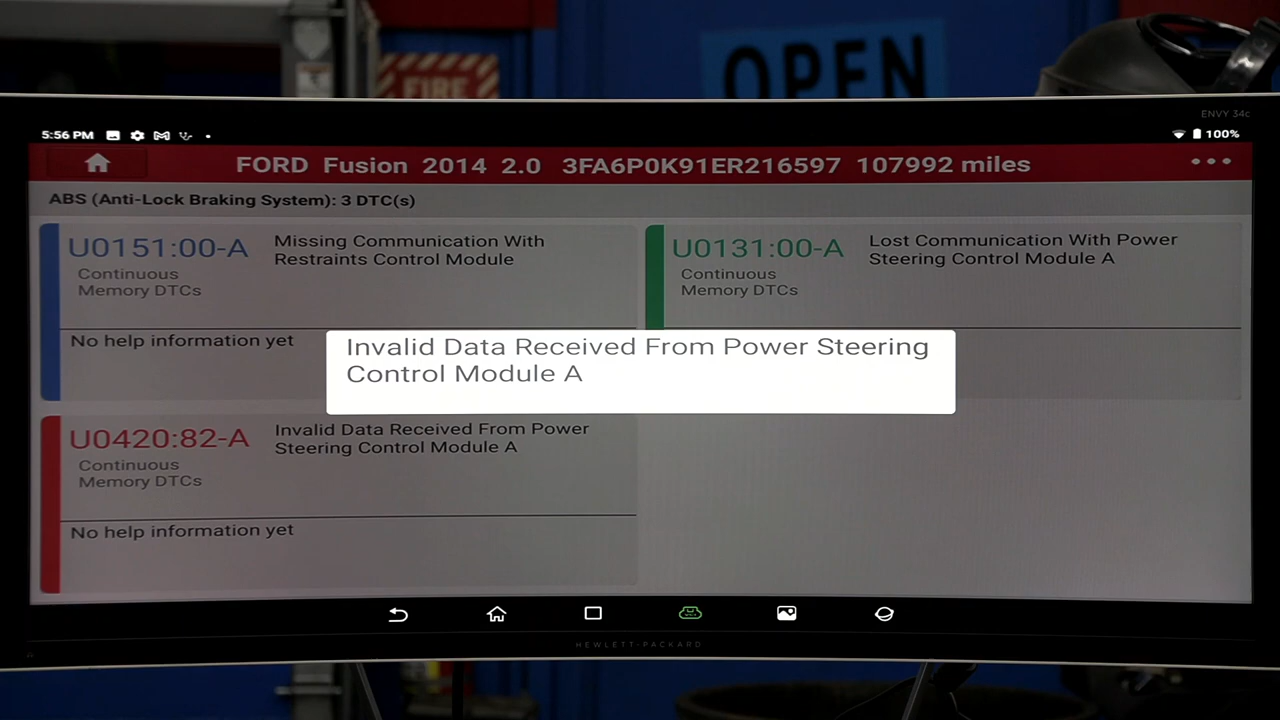 FIRE
OPEN
ENVY 34c
5:56 PM
100%
FORD Fusion 2014 2.0 3FA6P0K91ER216597 107992 miles
ABS (Anti-Lock Braking System): 3 DTC(s)
U0151:00-A
Missing Communication With
Restraints Control Module
Continuous
Memory DTCs
No help information yet
U0131:00-A
Lost Communication With Power
Steering Control Module A
Continuous
Memory DTCs
Invalid Data Received From Power Steering
Control Module A
U0420:82-A
Invalid Data Received From Power
Steering Control Module A
Continuous
Memory DTCs
No help information yet
HEWLETT-PACKARD